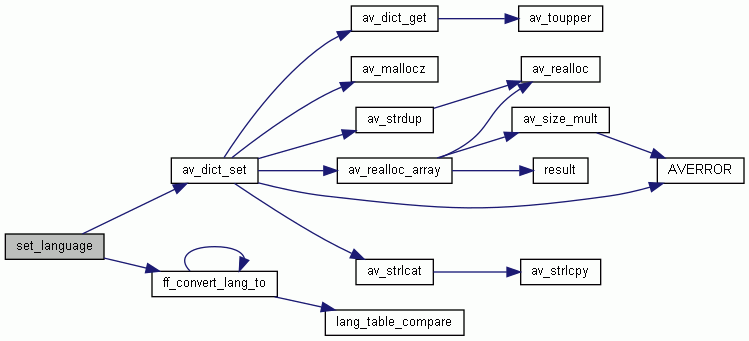 av_dict_get
av_toupper
av_mallocz
av_realloc
av_strdup
av_size_mult
av_dict_set
av_realloc_array
result
AVERROR
set_language
ff_convert_lang_to
av_strlcat
av_strlcpy
lang_table_compare